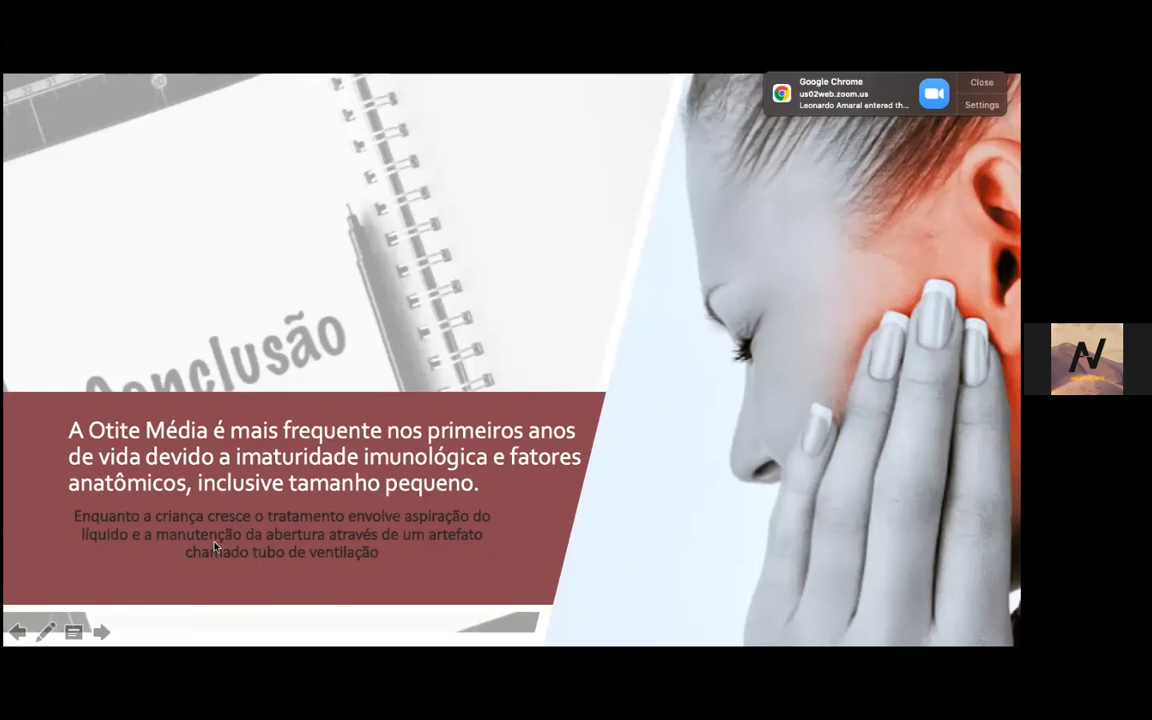 Google Chrome
us02web.zoom.us
Leonardo Amaral entered th...
Close
Settings
Conclusão
A Otite Média é mais frequente nos primeiros anos
de vida devido a imaturidade imunológica e fatores
anatômicos, inclusive tamanho pequeno.
Enquanto a criança cresce o tratamento envolve aspiração do
líquido e a manutenção da abertura através de um artefato
chamado tubo de ventilação